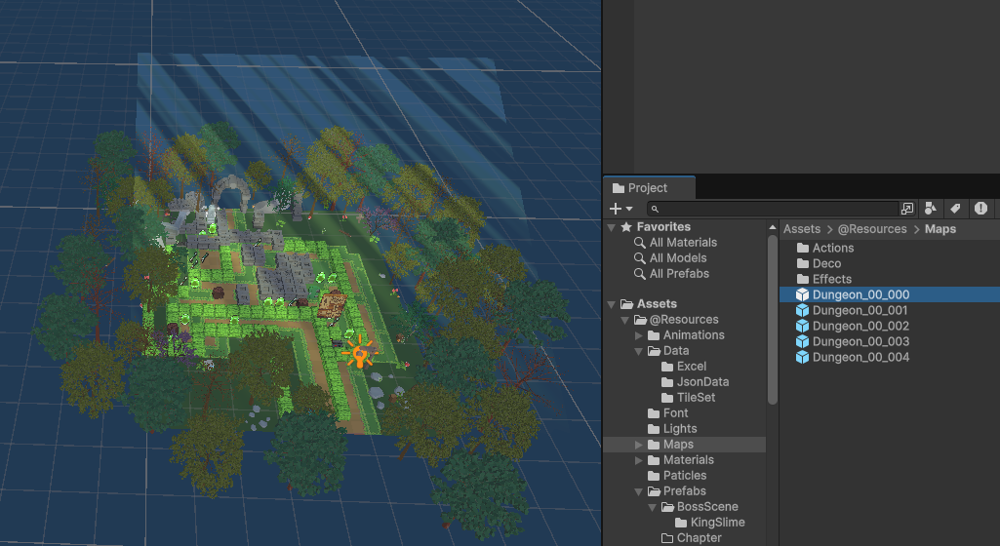 Project
Favorites
All Materials
All Models
All Prefabs
Assets
@Resources
Animations
Data
Excel
JsonData
TileSet
Font
Lights
Maps
Materials
Paticles
Prefabs
BossScene
KingSlime
Chapter
Assets > @Resources > Maps
Actions
Deco
Effects
Dungeon_00_000
Dungeon_00_001
Dungeon_00_002
Dungeon_00_003
Dungeon_00_004